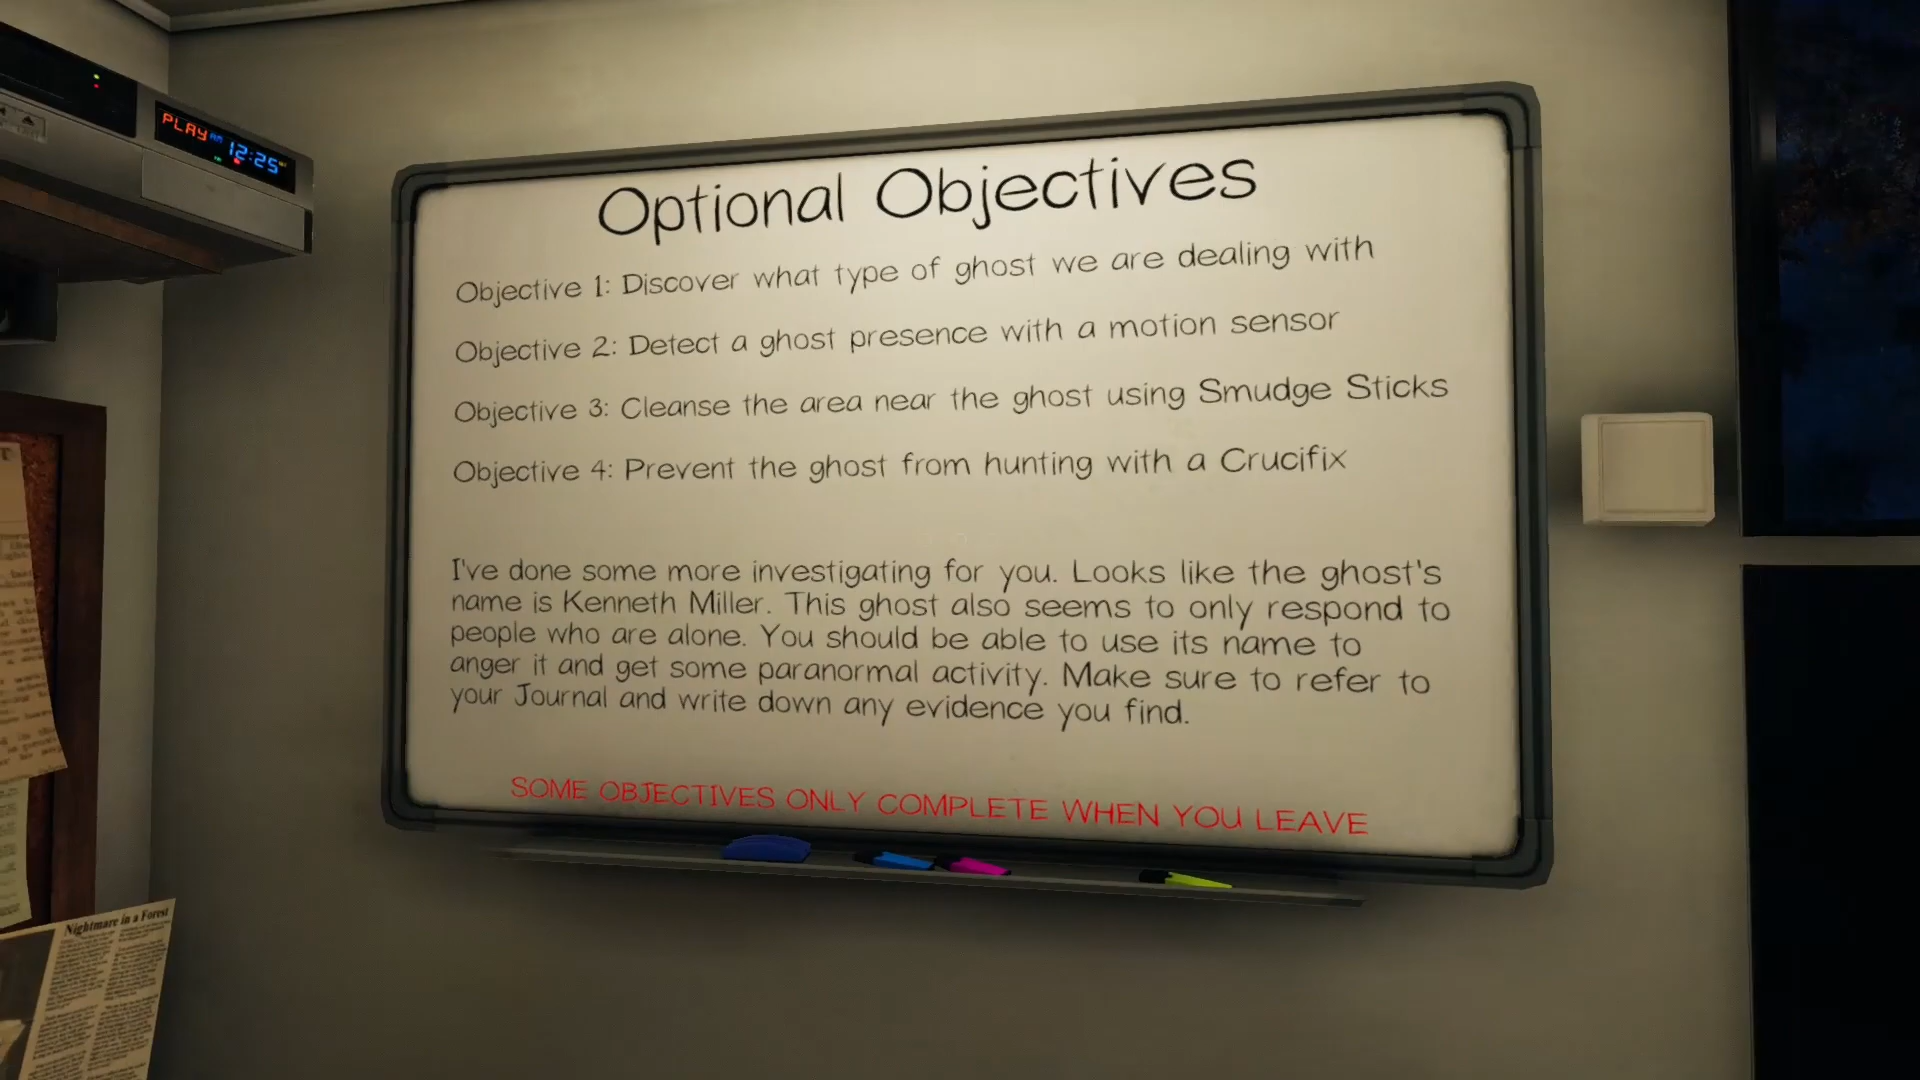 PLAY 12:25
Optional Objectives
Objective 1: Discover what type of ghost we are dealing with
Objective 2: Detect a ghost presence with a motion sensor
Objective 3: Cleanse the area near the ghost using Smudge Sticks
Objective 4: Prevent the ghost from hunting with a Crucifix
I've done some more investigating for you. Looks like the ghost's
name is Kenneth Miller. This ghost also seems to only respond to
people who are alone. You should be able to use its name to
anger it and get some paranormal activity. Make sure to refer to
your Journal and write down any evidence you find.
SOME OBJECTIVES ONLY COMPLETE WHEN YOU LEAVE
Nightmare in a Forest